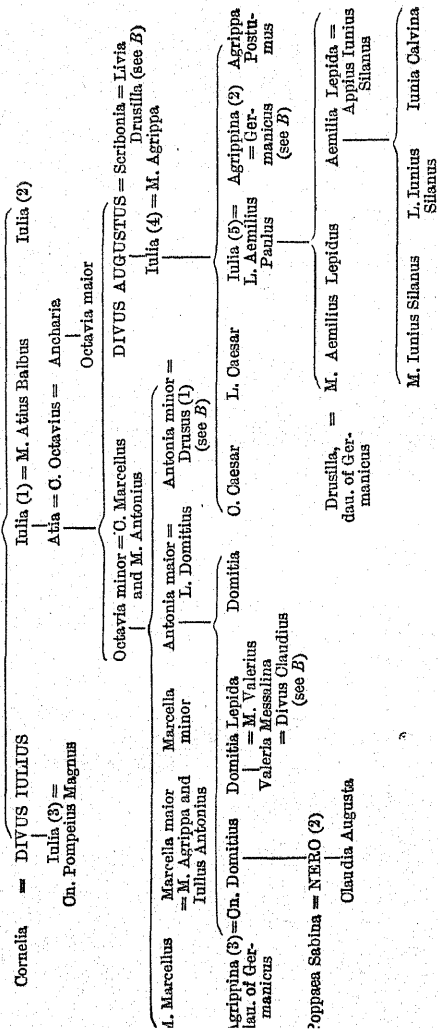 Cornelia = DIVUS IULIUS Iulia (1) = M. Atius Balbus Iulia (2)
Iulia (3) =
Cn. Pompeius Magnus
Atia = C. Octavius = Ancharia
Octavia maior
Octavia minor = C. Marcellus
and M. Antonius
DIVUS AUGUSTUS = Scribonia = Livia
Drusilla (see B)
Iulia (4) = M. Agrippa
M. Marcellus
Marcella maior
= M. Agrippa and
Iullus Antonius
Marcella
minor
Antonia maior =
L. Domitius
Antonia minor =
Drusus (1)
(see B)
Agrippina (3) = Cn. Domitius
dau. of Ger-
manicus
Domitia Lepida
= M. Valerius
Valeria Messalina
= Divus Claudius
(see B)
Domitia
C. Caesar
L. Caesar
Iulia (5) =
L. Aemilius
Paulus
Agrippina (2)
= Ger-
manicus
(see B)
Agrippa
Postu-
mus
Poppaea Sabina = NERO (2)
Claudia Augusta
Drusilla, =
dau. of Ger-
manicus
M. Aemilius Lepidus
Aemilia Lepida =
Appius Iunius
Silanus
M. Iunius Silanus
L. Iunius
Silanus
Iunia Calvina